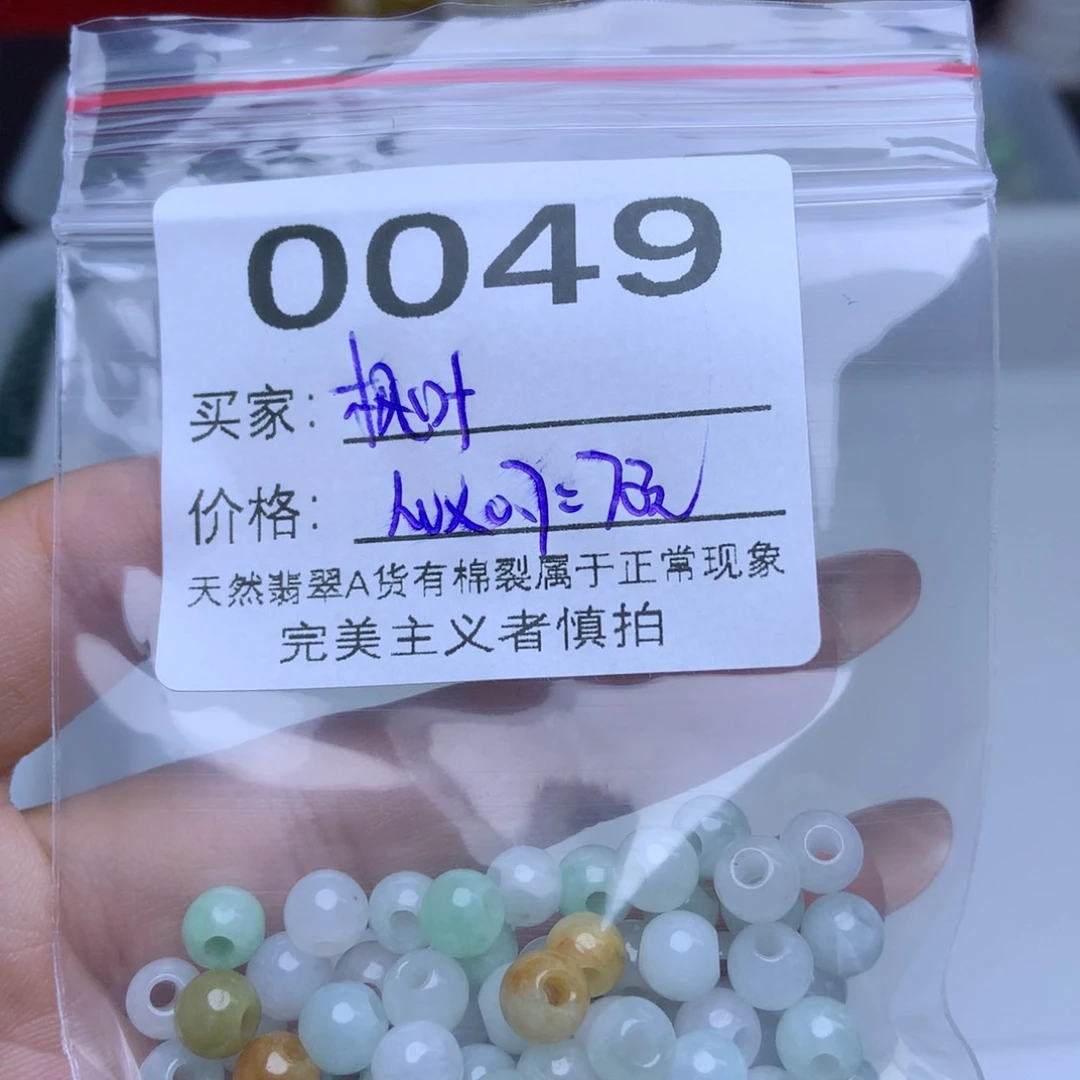 0049
买家: 枫叶
价格:
天然翡翠A货有棉裂属于正常现象
完美主义者慎拍